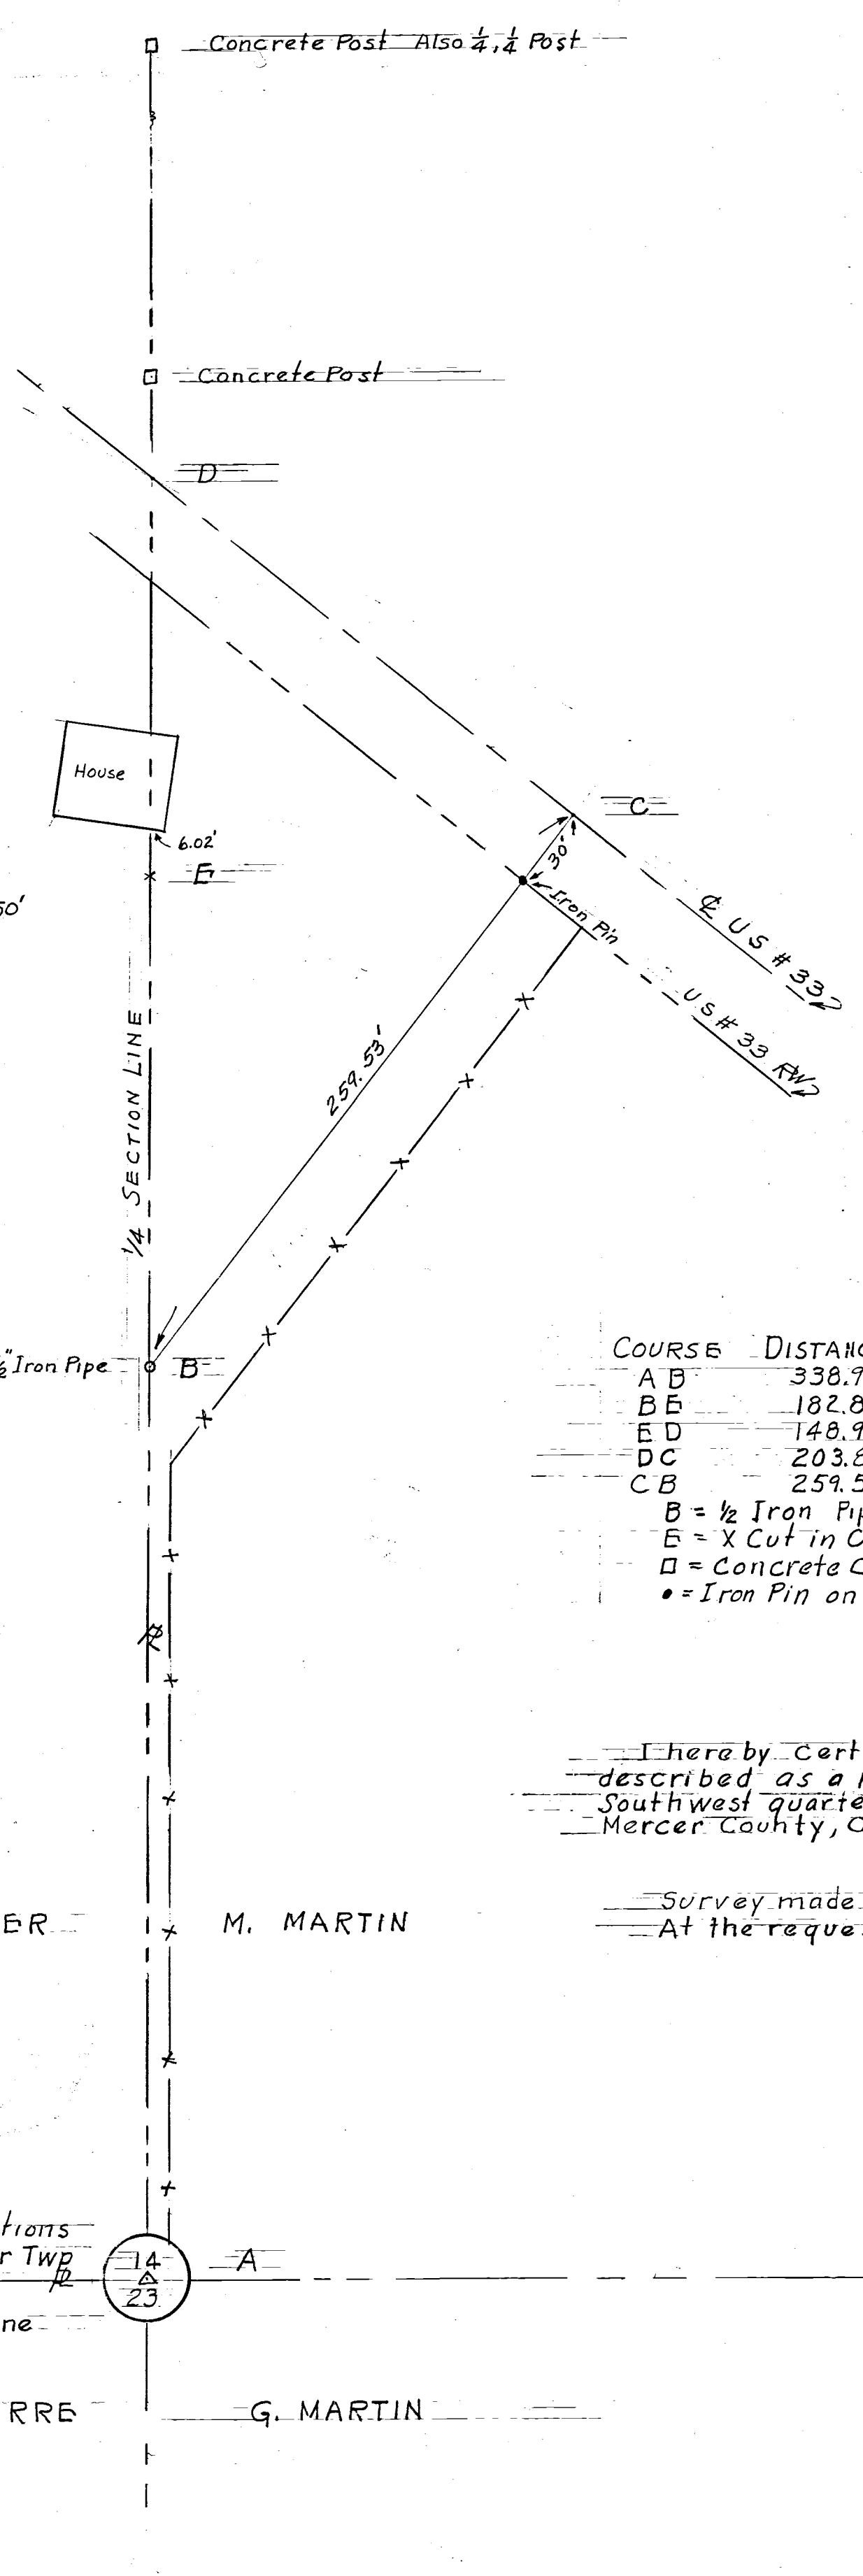 Concrete Post Also ¼, ¼ Post
Concrete Post
D
House
6.02'
E
50'
C
30'
Iron Pin
℄ US #33
US #33 RW
259.53'
¼ SECTION LINE
½" Iron Pipe
B
COURSE DISTANC
AB 338.9
BE 182.8
ED 148.9
DC 203.8
CB 259.5
B = ½ Iron Pip
E = X Cut in C
□ = Concrete C
• = Iron Pin on
I hereby Cert
described as a
Southwest quarte
Mercer County, O
Survey made
At the reque
ER
M. MARTIN
tions
r Twp
14
23
A
ne
RRE
G. MARTIN